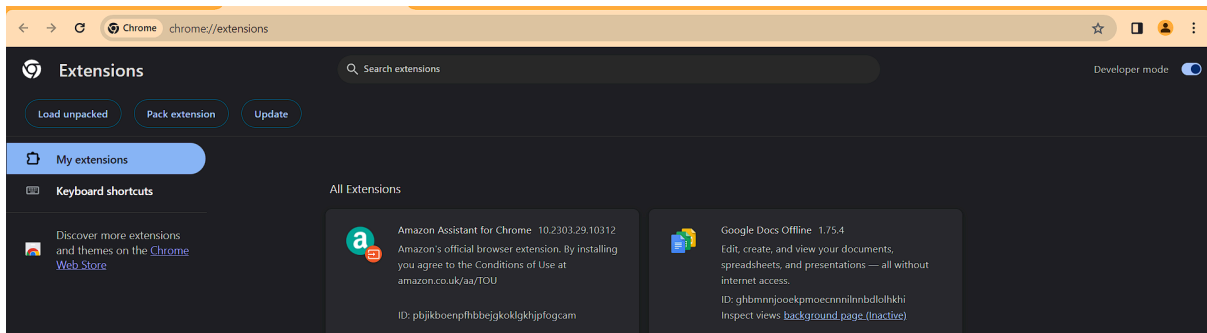 Chrome chrome://extensions
Extensions
Search extensions
Developer mode
Load unpacked
Pack extension
Update
My extensions
Keyboard shortcuts
Discover more extensions
and themes on the Chrome
Web Store
All Extensions
Amazon Assistant for Chrome 10.2303.29.10312
Amazon's official browser extension. By installing
you agree to the Conditions of Use at
amazon.co.uk/aa/TOU
ID: pbjikboenpfhbbejgkoklgkhjpfogcam
Google Docs Offline 1.75.4
Edit, create, and view your documents,
spreadsheets, and presentations — all without
internet access.
ID: ghbmnnjooekpmoecnnnilnnbdlolhkhi
Inspect views background page (Inactive)